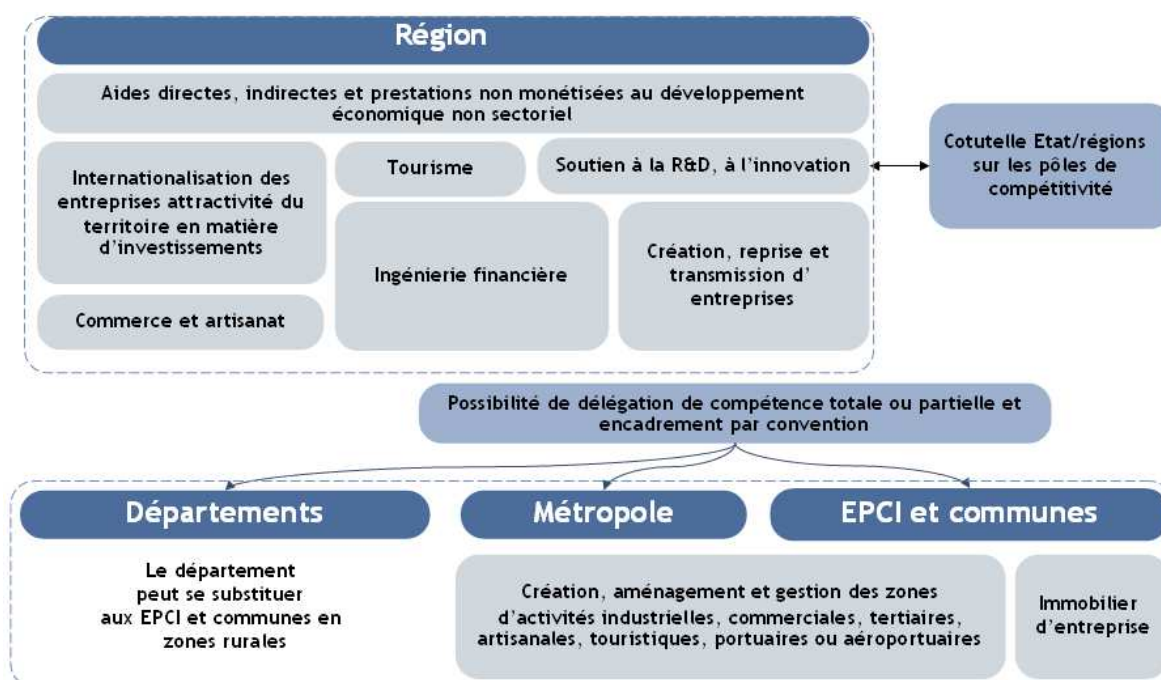 Région
Aides directes, indirectes et prestations non monétisées au développement
économique non sectoriel
Internationalisation des
entreprises attractivité du
territoire en matière
d'investissements
Tourisme
Soutien à la R&D, à l'innovation
Cotutelle Etat/régions
sur les pôles de
compétitivité
Ingénierie financière
Création, reprise et
transmission d'
entreprises
Commerce et artisanat
Possibilité de délégation de compétence totale ou partielle et
encadrement par convention
Départements
Métropole
EPCI et communes
Le département
peut se substituer
aux EPCI et communes en
zones rurales
Création, aménagement et gestion des zones
d'activités industrielles, commerciales, tertiaires,
artisanales, touristiques, portuaires ou aéroportuaires
Immobilier
d'entreprise